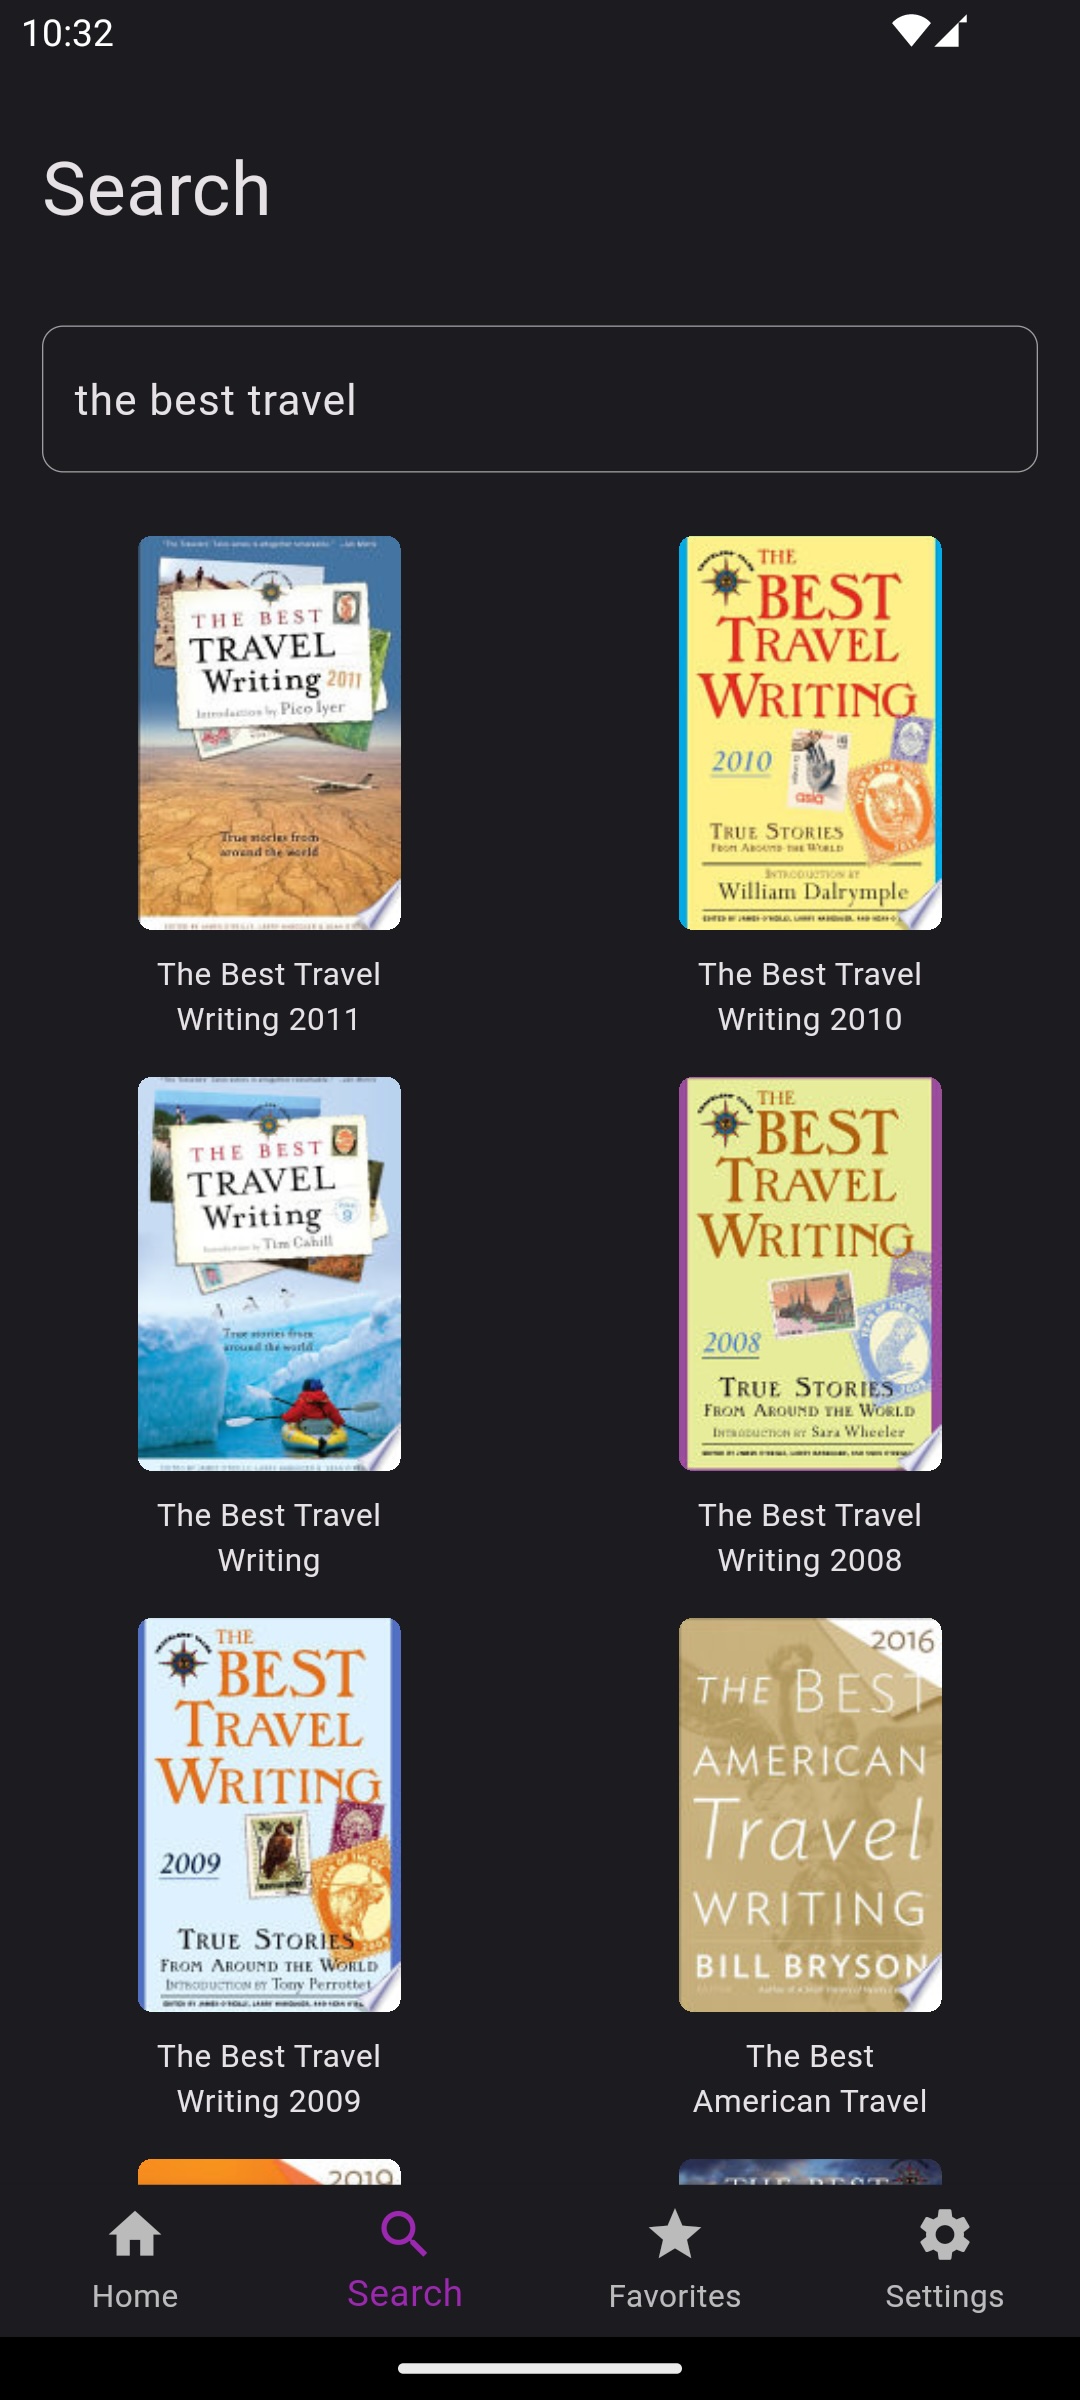 10:32
Search
the best travel
THE BEST
TRAVEL
Writing 2011
Introduction by Pico Iyer
True stories from
around the world
The Best Travel
Writing 2011
THE
BEST
TRAVEL
WRITING
2010
asia
TRUE STORIES
FROM AROUND THE WORLD
INTRODUCTION BY
William Dalrymple
The Best Travel
Writing 2010
THE BEST
TRAVEL
Writing
Introduction by Tim Cahill
True stories from
around the world
The Best Travel
Writing
THE
BEST
TRAVEL
WRITING
2008
TRUE STORIES
FROM AROUND THE WORLD
INTRODUCTION BY Sara Wheeler
The Best Travel
Writing 2008
THE
BEST
TRAVEL
WRITING
2009
TRUE STORIES
FROM AROUND THE WORLD
INTRODUCTION BY Tony Perrottet
The Best Travel
Writing 2009
2016
THE BEST
AMERICAN
Travel
WRITING
BILL BRYSON
The Best
American Travel
2019
THE BEST
Home
Search
Favorites
Settings